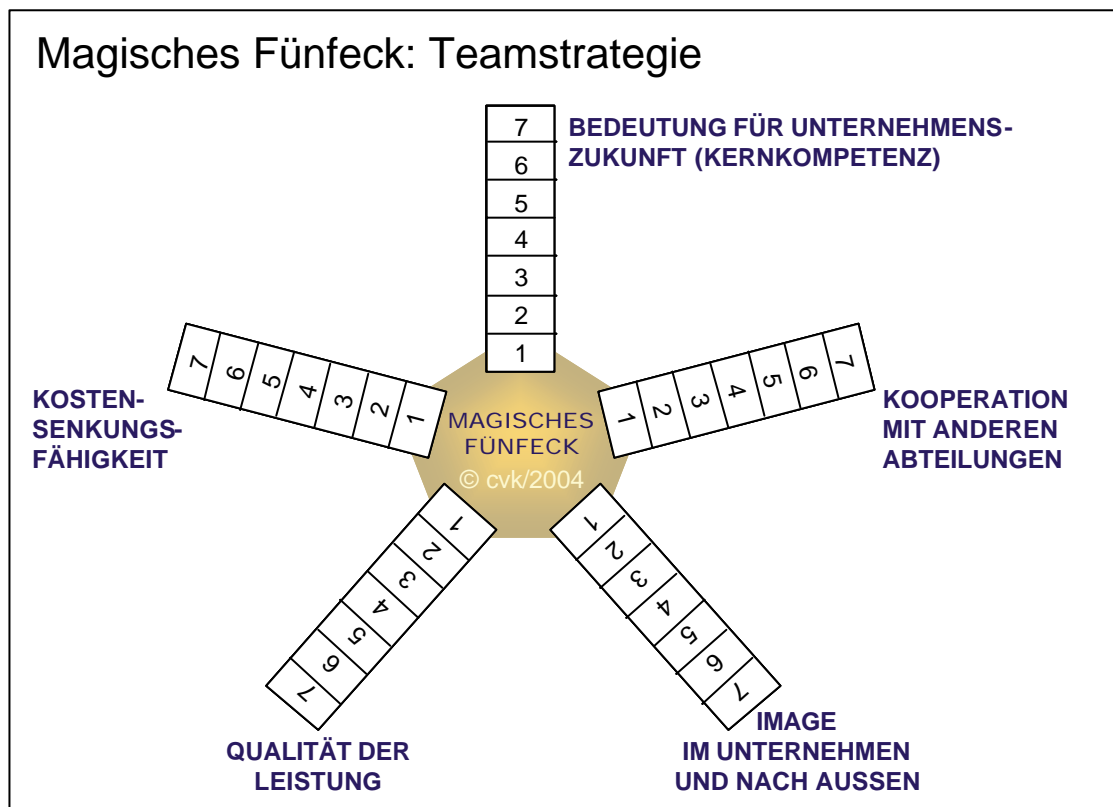 Magisches Fünfeck: Teamstrategie
7
6
5
4
3
2
1
BEDEUTUNG FÜR UNTERNEHMENS-
ZUKUNFT (KERNKOMPETENZ)
7 6 5 4 3 2 1
KOSTEN-
SENKUNGS-
FÄHIGKEIT
MAGISCHES
FÜNFECK
© cvk/2004
1 2 3 4 5 6 7
KOOPERATION
MIT ANDEREN
ABTEILUNGEN
1
2
3
4
5
6
7
QUALITÄT DER
LEISTUNG
1
2
3
4
5
6
7
IMAGE
IM UNTERNEHMEN
UND NACH AUSSEN